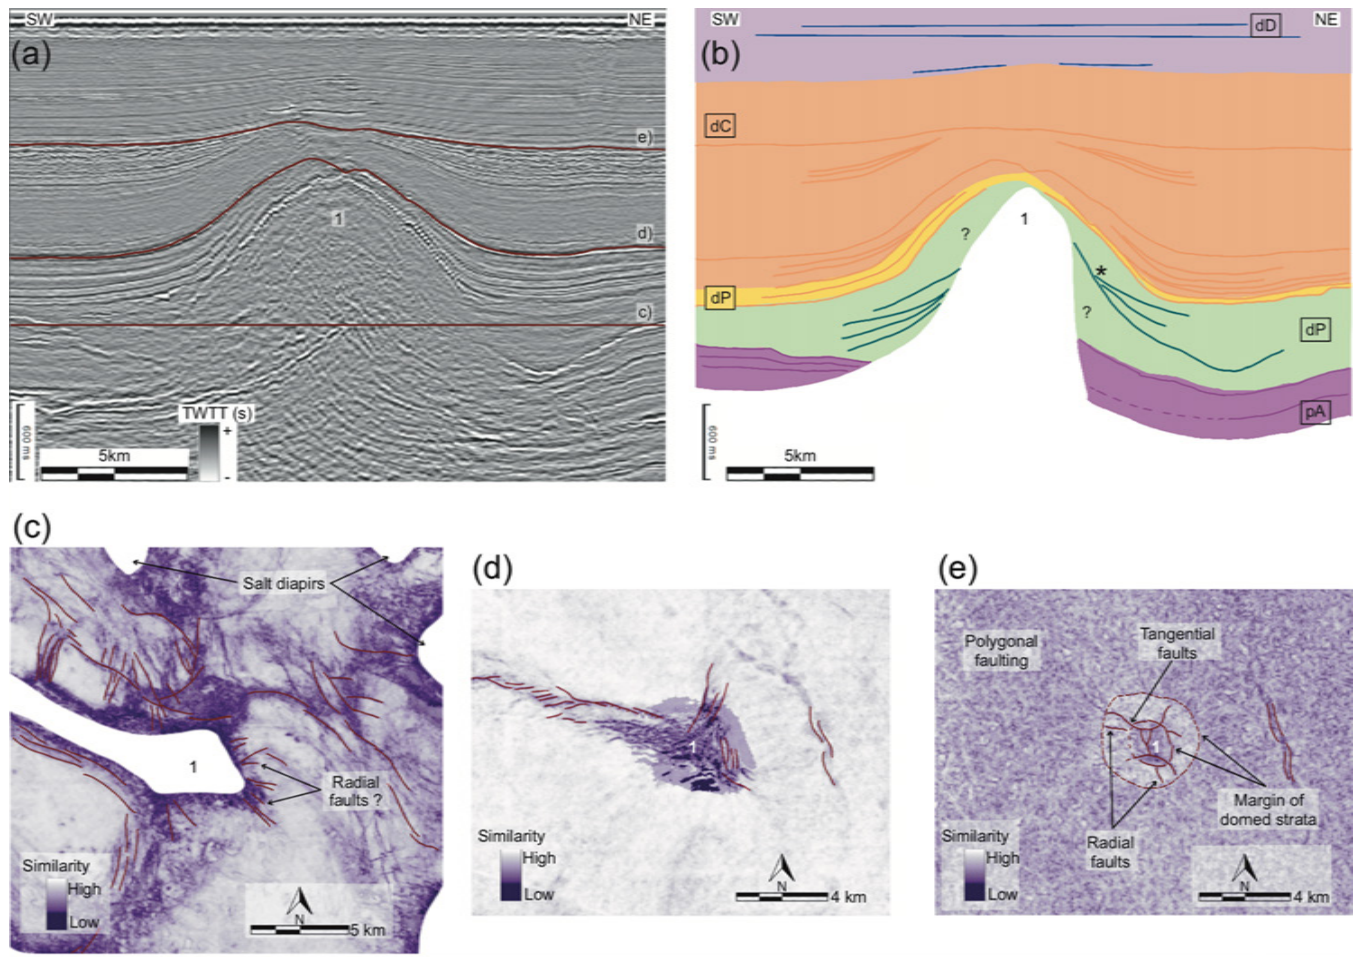 SW
NE
(a)
e)
1
d)
c)
TWTT (s)
+
-
600 ms
5km
SW
NE
dD
(b)
dC
1
?
*
dP
?
dP
pA
600 ms
5km
(c)
Salt diapirs
1
Radial
faults ?
Similarity
High
Low
N
5 km
(d)
1
Similarity
High
Low
N
4 km
(e)
Polygonal
faulting
Tangential
faults
1
Margin of
domed strata
Radial
faults
Similarity
High
Low
N
4 km